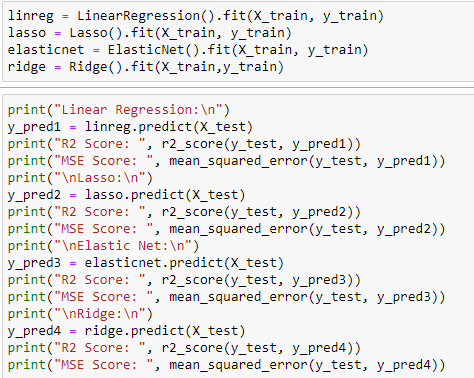 linreg = LinearRegression().fit(X_train, y_train)
lasso = Lasso().fit(X_train, y_train)
elasticnet = ElasticNet().fit(X_train, y_train)
ridge = Ridge().fit(X_train,y_train)
print("Linear Regression:\n")
y_pred1 = linreg.predict(X_test)
print("R2 Score: ", r2_score(y_test, y_pred1))
print("MSE Score: ", mean_squared_error(y_test, y_pred1))
print("\nLasso:\n")
y_pred2 = lasso.predict(X_test)
print("R2 Score: ", r2_score(y_test, y_pred2))
print("MSE Score: ", mean_squared_error(y_test, y_pred2))
print("\nElastic Net:\n")
y_pred3 = elasticnet.predict(X_test)
print("R2 Score: ", r2_score(y_test, y_pred3))
print("MSE Score: ", mean_squared_error(y_test, y_pred3))
print("\nRidge:\n")
y_pred4 = ridge.predict(X_test)
print("R2 Score: ", r2_score(y_test, y_pred4))
print("MSE Score: ", mean_squared_error(y_test, y_pred4))